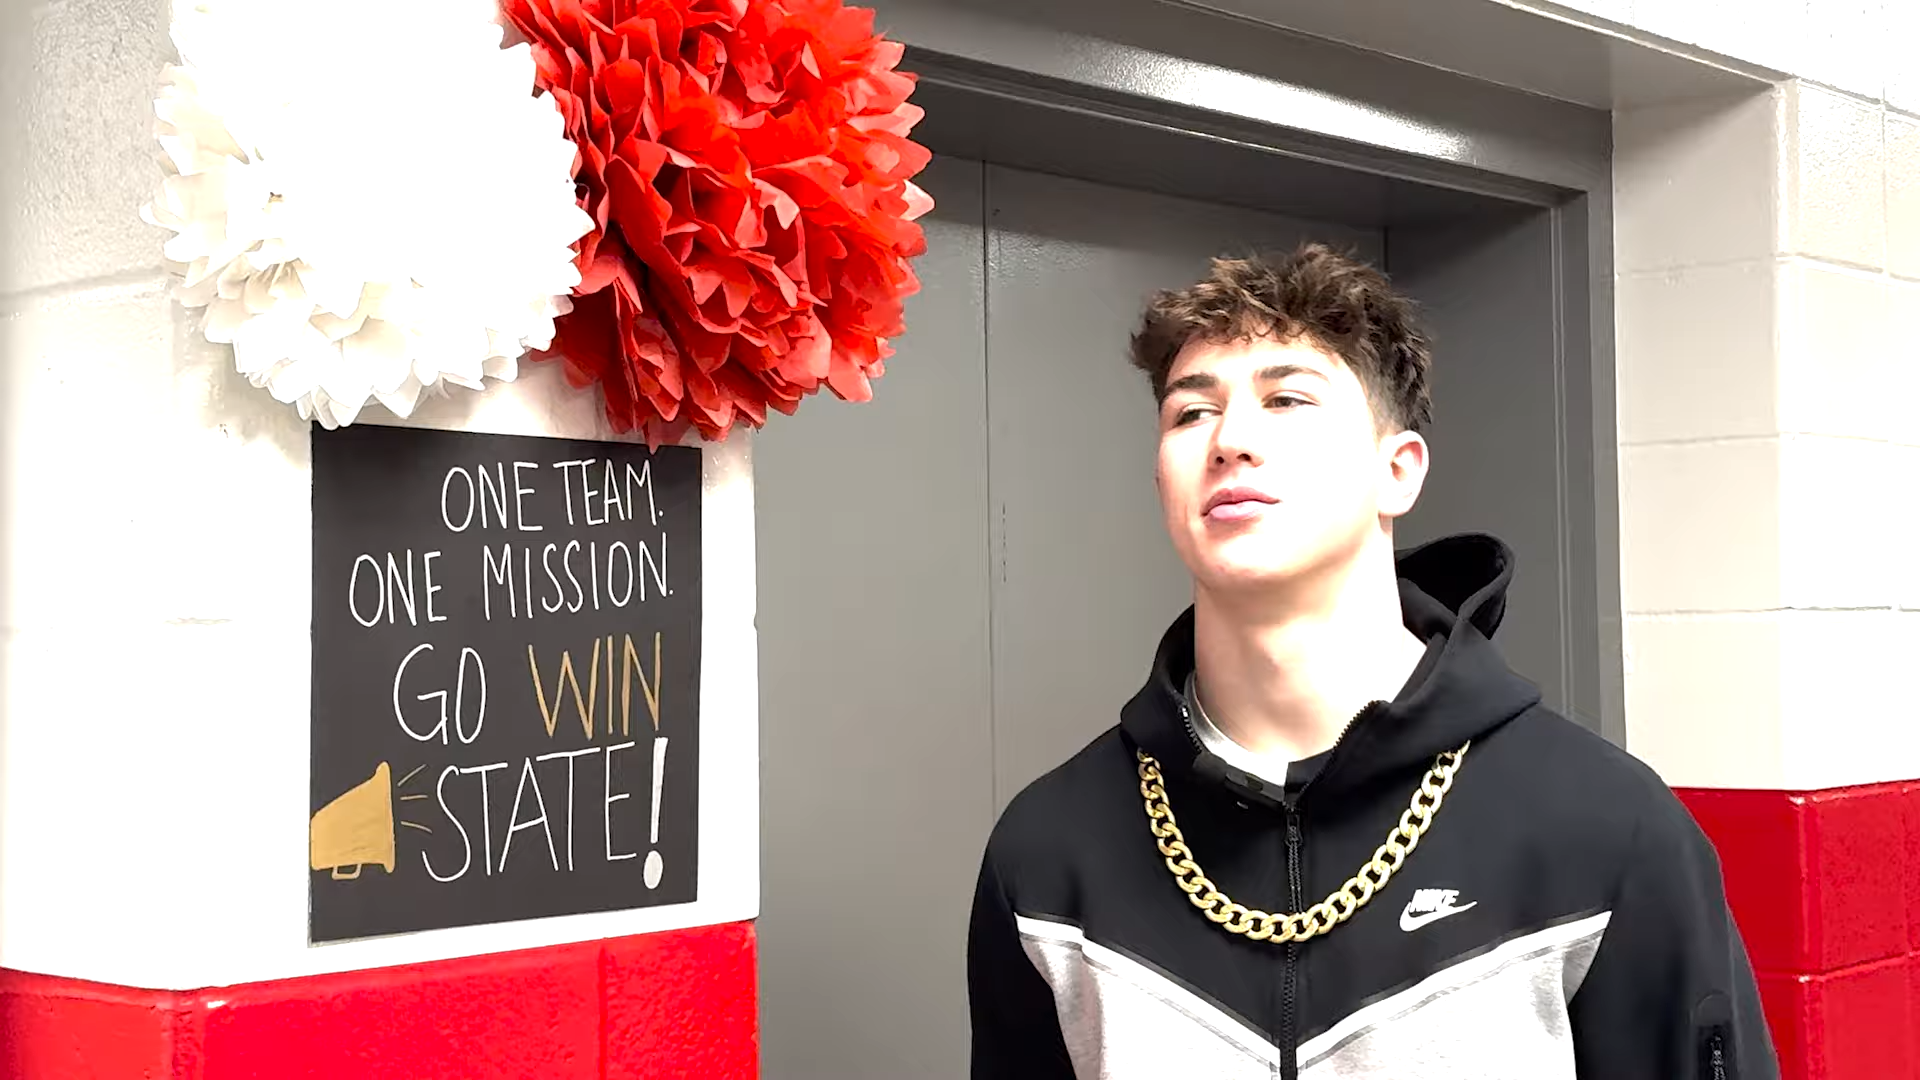 ONE TEAM.
ONE MISSION.
GO WIN
STATE!
NIKE